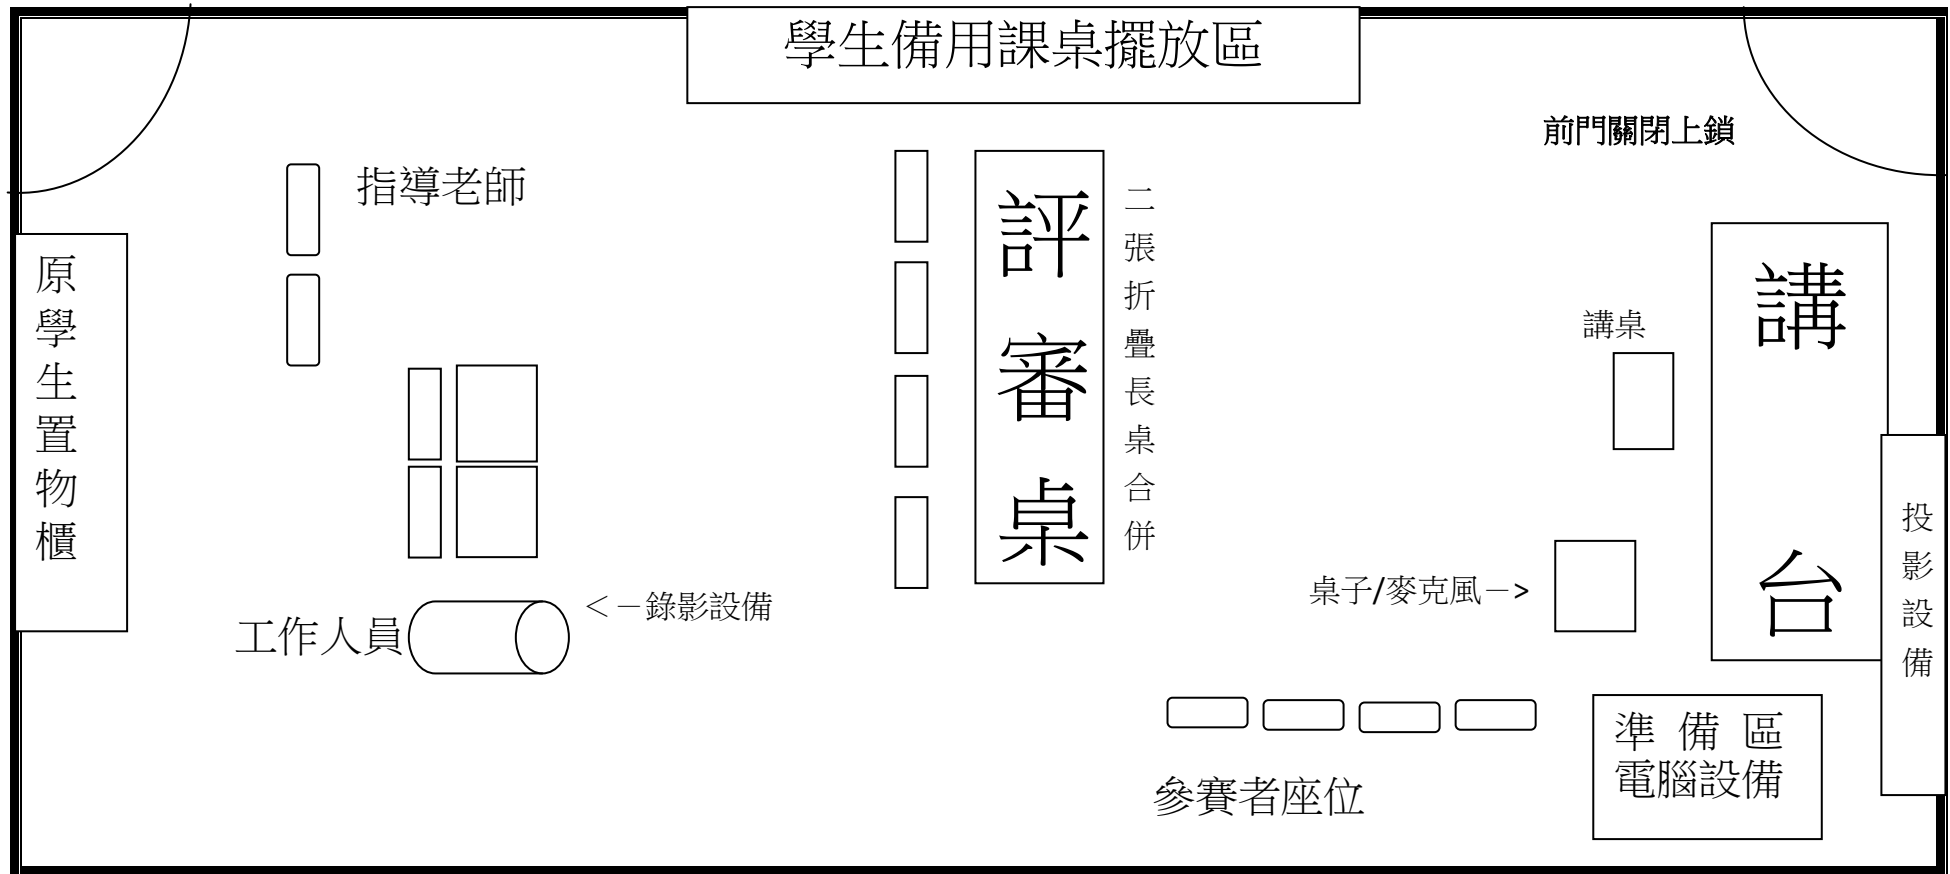 學生備用課桌擺放區
前門關閉上鎖
指導老師
原學生置物櫃
評審桌
二張折疊長桌合併
講台
講桌
投影設備
桌子/麥克風－>
＜－錄影設備
工作人員
準 備 區
電腦設備
參賽者座位